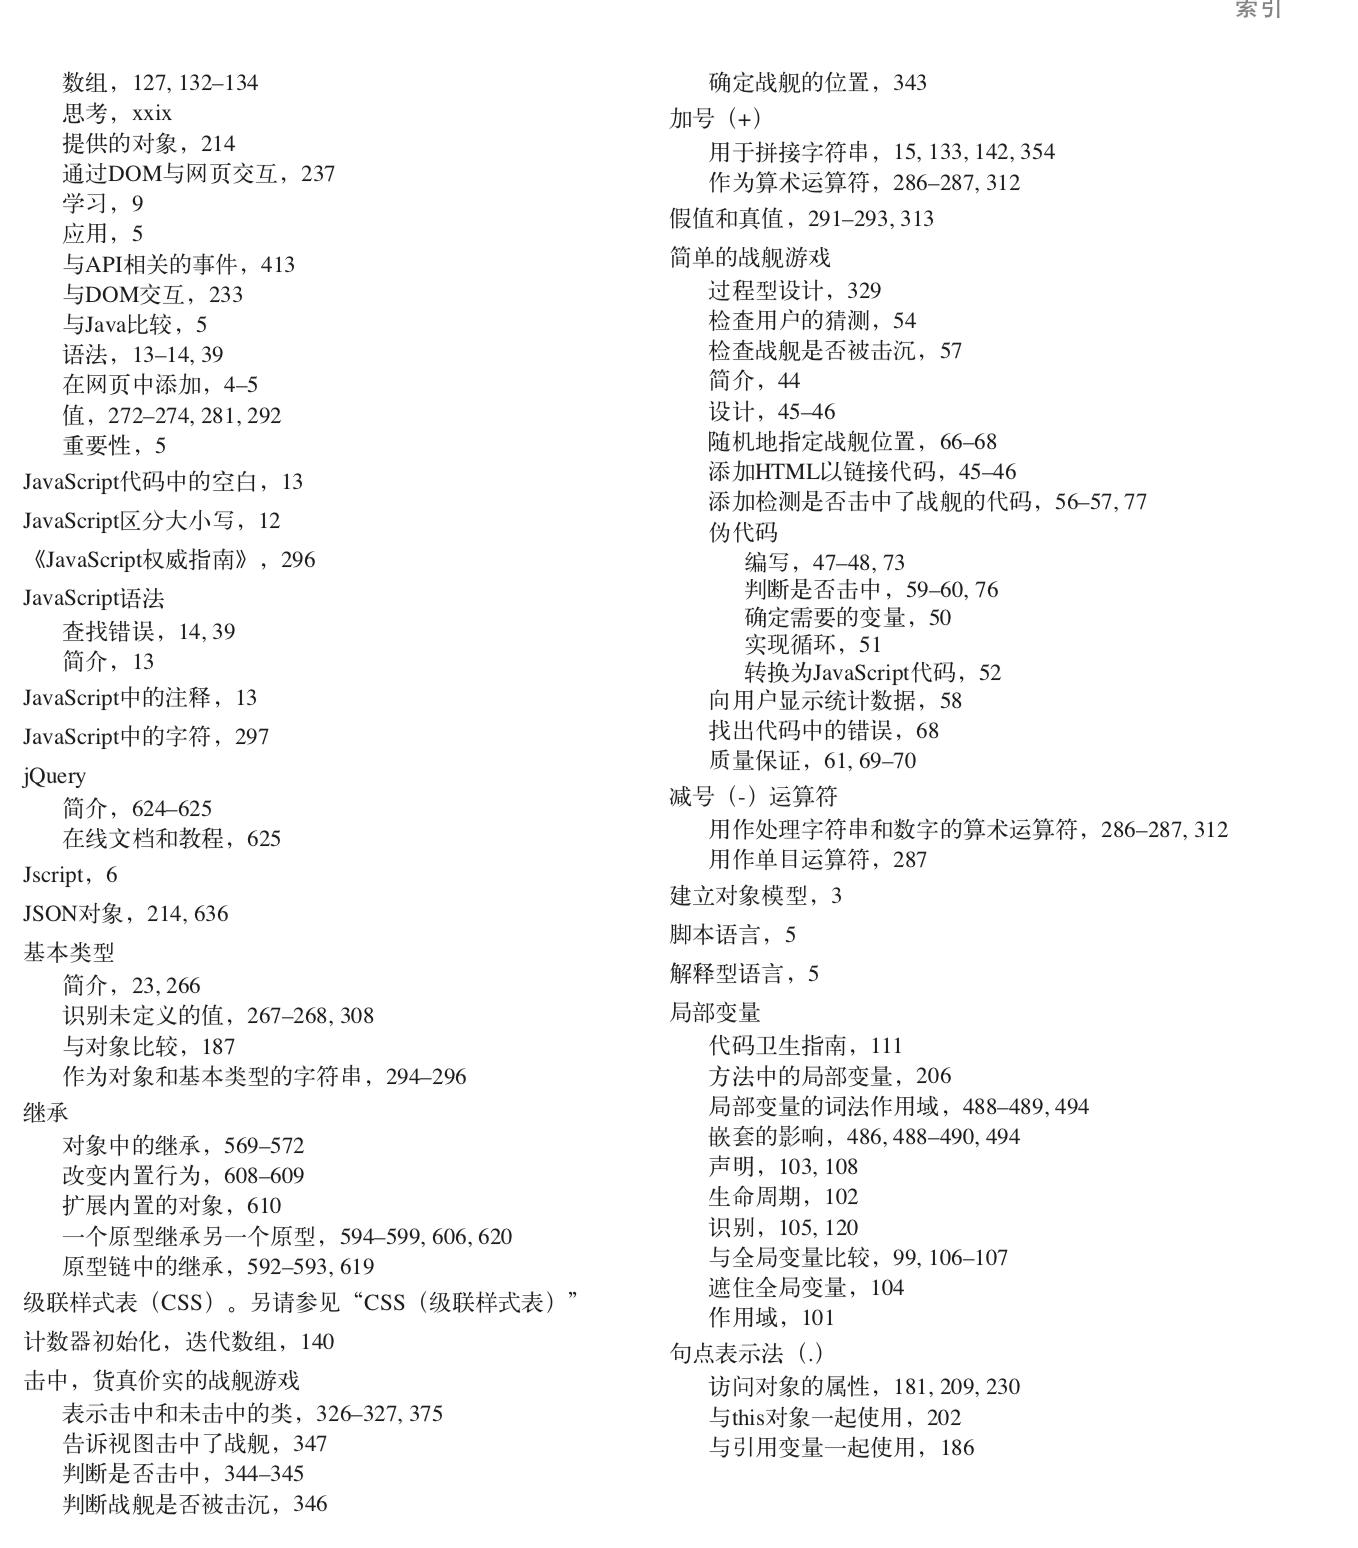 索引
数组，127, 132–134
思考，xxix
提供的对象，214
通过DOM与网页交互，237
学习，9
应用，5
与API相关的事件，413
与DOM交互，233
与Java比较，5
语法，13–14, 39
在网页中添加，4–5
值，272–274, 281, 292
重要性，5
JavaScript代码中的空白，13
JavaScript区分大小写，12
《JavaScript权威指南》，296
JavaScript语法
查找错误，14, 39
简介，13
JavaScript中的注释，13
JavaScript中的字符，297
jQuery
简介，624–625
在线文档和教程，625
Jscript，6
JSON对象，214, 636
基本类型
简介，23, 266
识别未定义的值，267–268, 308
与对象比较，187
作为对象和基本类型的字符串，294–296
继承
对象中的继承，569–572
改变内置行为，608–609
扩展内置的对象，610
一个原型继承另一个原型，594–599, 606, 620
原型链中的继承，592–593, 619
级联样式表（CSS）。另请参见“CSS（级联样式表）”
计数器初始化，迭代数组，140
击中，货真价实的战舰游戏
表示击中和未击中的类，326–327, 375
告诉视图击中了战舰，347
判断是否击中，344–345
判断战舰是否被击沉，346
确定战舰的位置，343
加号（+）
用于拼接字符串，15, 133, 142, 354
作为算术运算符，286–287, 312
假值和真值，291–293, 313
简单的战舰游戏
过程型设计，329
检查用户的猜测，54
检查战舰是否被击沉，57
简介，44
设计，45–46
随机地指定战舰位置，66–68
添加HTML以链接代码，45–46
添加检测是否击中了战舰的代码，56–57, 77
伪代码
编写，47–48, 73
判断是否击中，59–60, 76
确定需要的变量，50
实现循环，51
转换为JavaScript代码，52
向用户显示统计数据，58
找出代码中的错误，68
质量保证，61, 69–70
减号（-）运算符
用作处理字符串和数字的算术运算符，286–287, 312
用作单目运算符，287
建立对象模型，3
脚本语言，5
解释型语言，5
局部变量
代码卫生指南，111
方法中的局部变量，206
局部变量的词法作用域，488–489, 494
嵌套的影响，486, 488–490, 494
声明，103, 108
生命周期，102
识别，105, 120
与全局变量比较，99, 106–107
遮住全局变量，104
作用域，101
句点表示法（.）
访问对象的属性，181, 209, 230
与this对象一起使用，202
与引用变量一起使用，186